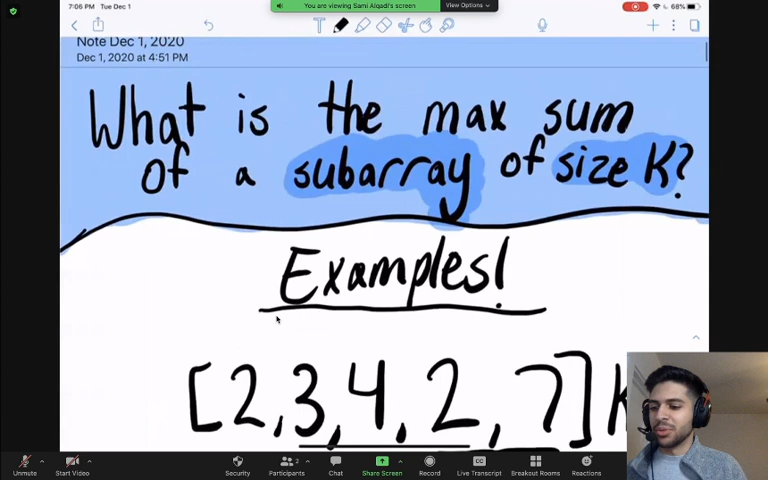 7:06 PM Tue Dec 1
You are viewing Sami Alqadi's screen
View Options
68%
Note Dec 1, 2020
Dec 1, 2020 at 4:51 PM
What is the max sum
of a subarray of size K?
Examples!
[2,3,4,2,7] K
Unmute
Start Video
Security
Participants 2
Chat
Share Screen
Record
Live Transcript
Breakout Rooms
Reactions